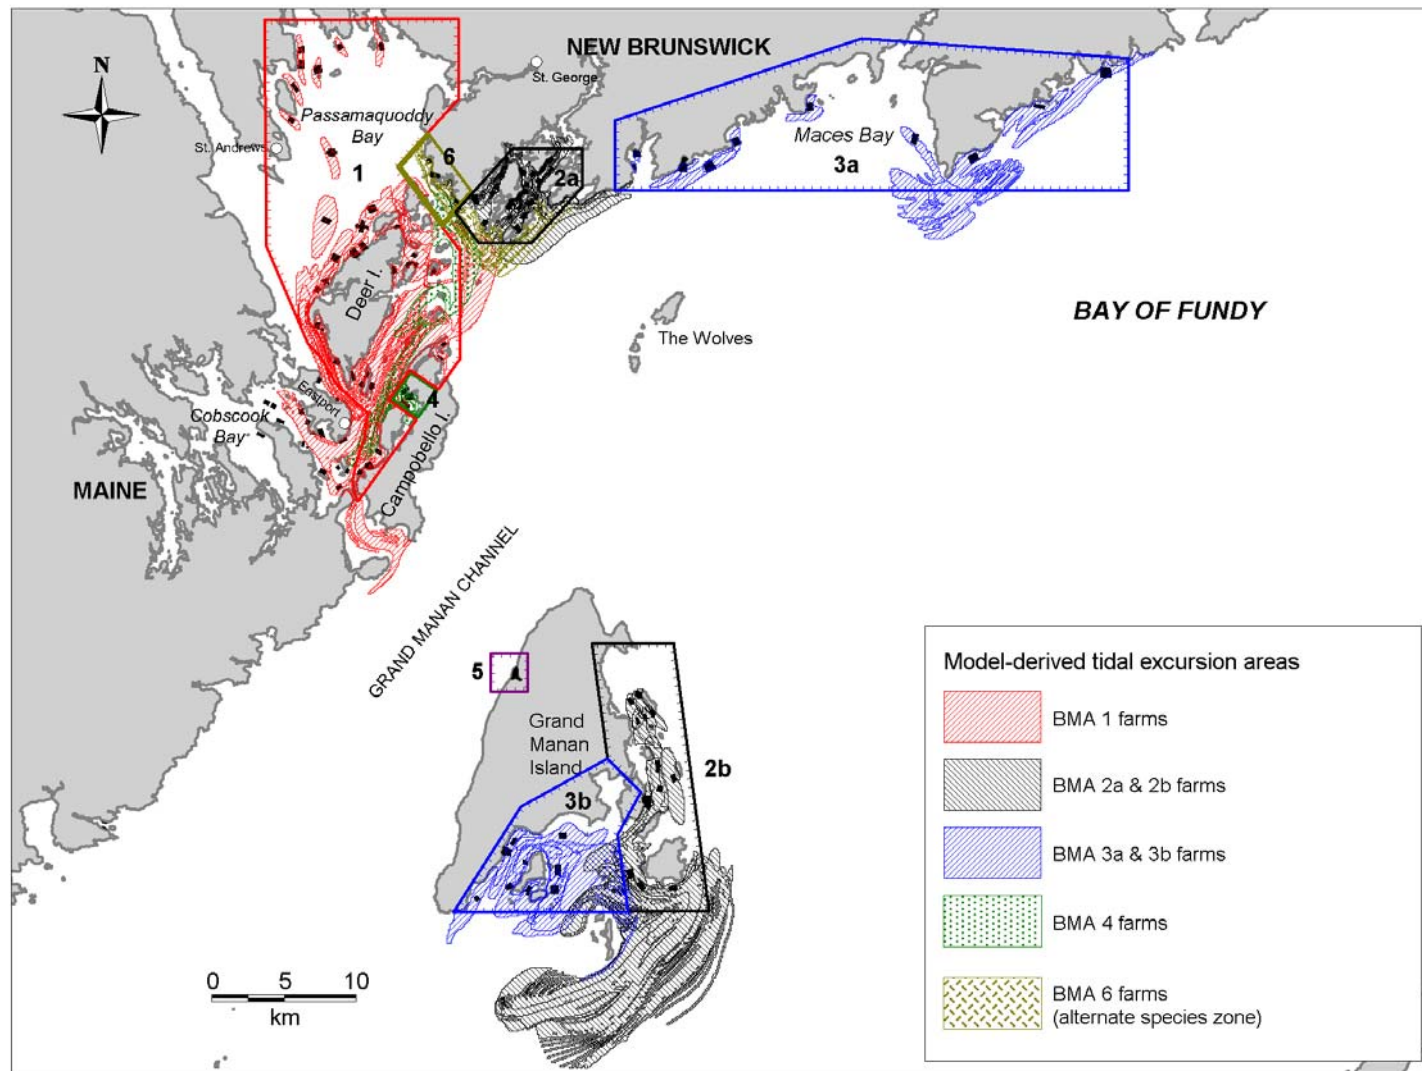 NEW BRUNSWICK
N
St. George
Passamaquoddy
Bay
St. Andrews
6
2a
Maces Bay
3a
1
Deer I.
BAY OF FUNDY
The Wolves
Eastport
4
Cobscook
Bay
Campobello I.
MAINE
GRAND MANAN CHANNEL
5
Grand
Manan
Island
2b
3b
0 5 10
km
Model-derived tidal excursion areas
BMA 1 farms
BMA 2a & 2b farms
BMA 3a & 3b farms
BMA 4 farms
BMA 6 farms
(alternate species zone)